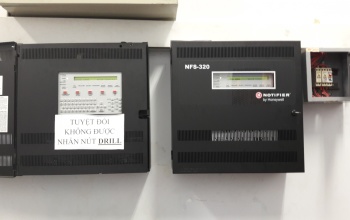 NFS-320
NOTIFIER
by Honeywell
TUYỆT ĐỐI
KHÔNG ĐƯỢC
NHẤN NÚT DRILL